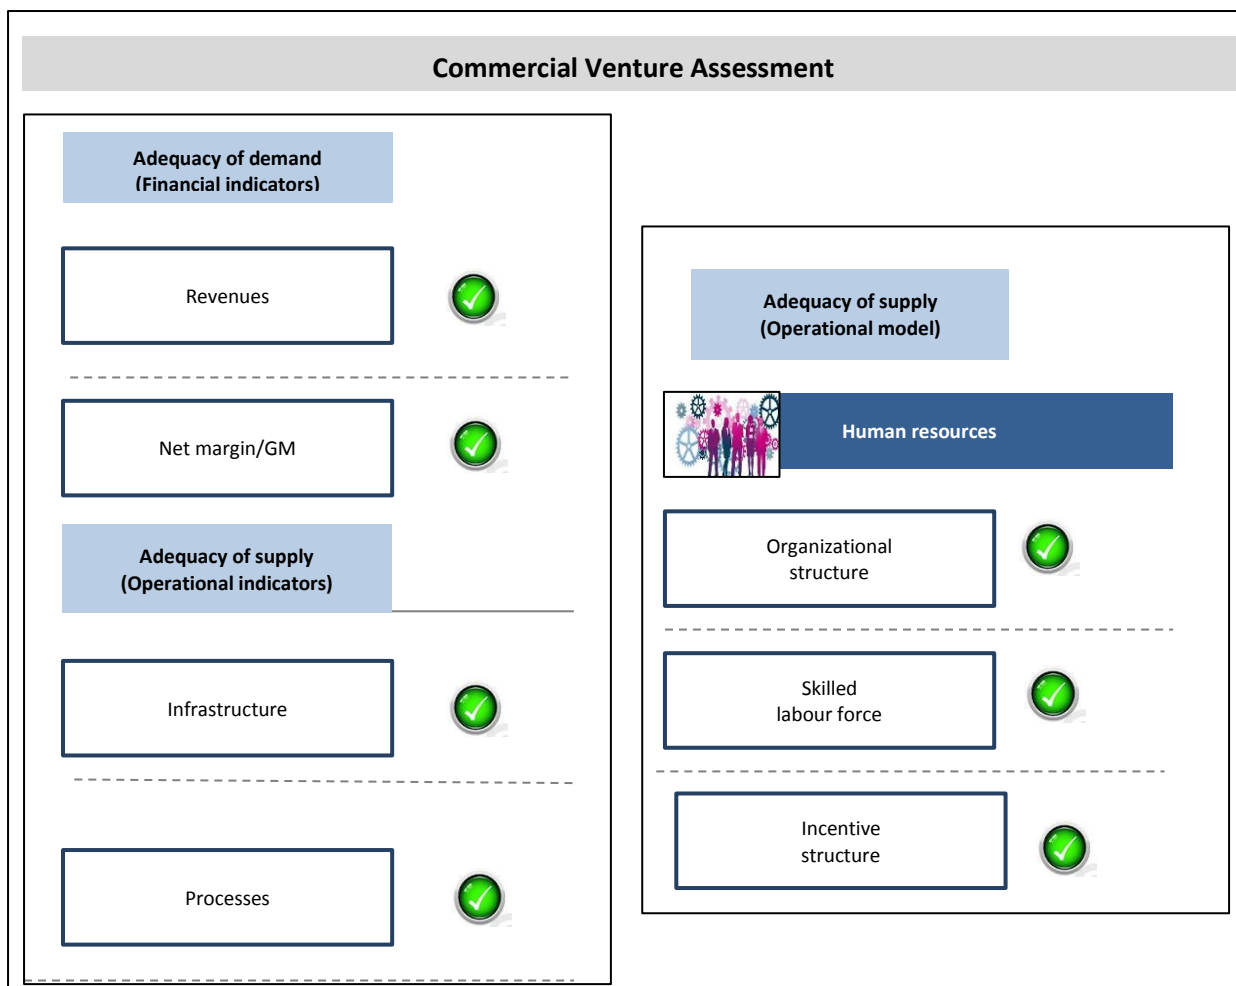 Commercial Venture Assessment
Adequacy of demand
(Financial indicators)
Revenues
Net margin/GM
Adequacy of supply
(Operational indicators)
Infrastructure
Processes
Adequacy of supply
(Operational model)
Human resources
Organizational
structure
Skilled
labour force
Incentive
structure